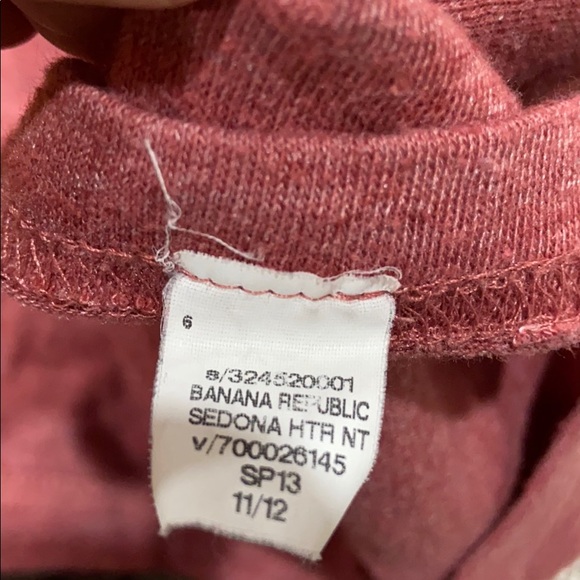 6
s/324520001
BANANA REPUBLIC
SEDONA HTR NT
v/700026145
SP13
11/12